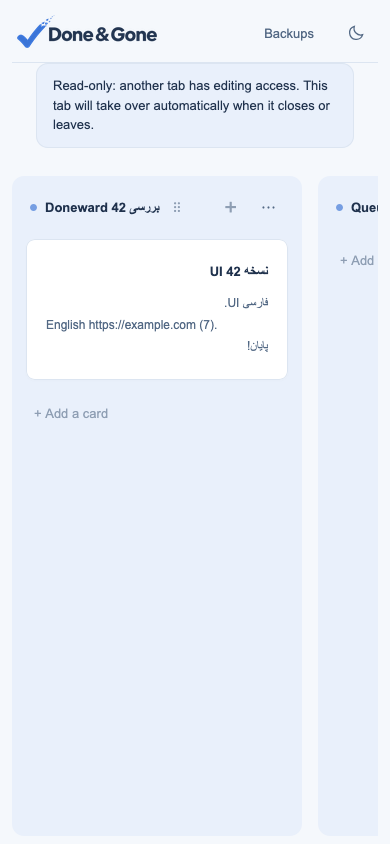 Done & Gone
Backups
Read-only: another tab has editing access. This
tab will take over automatically when it closes or
leaves.
بررسی Doneward 42
نسخه UI 42
فارسی UI.
English https://example.com (7).
پایان!
+ Add a card
Queu
+ Add